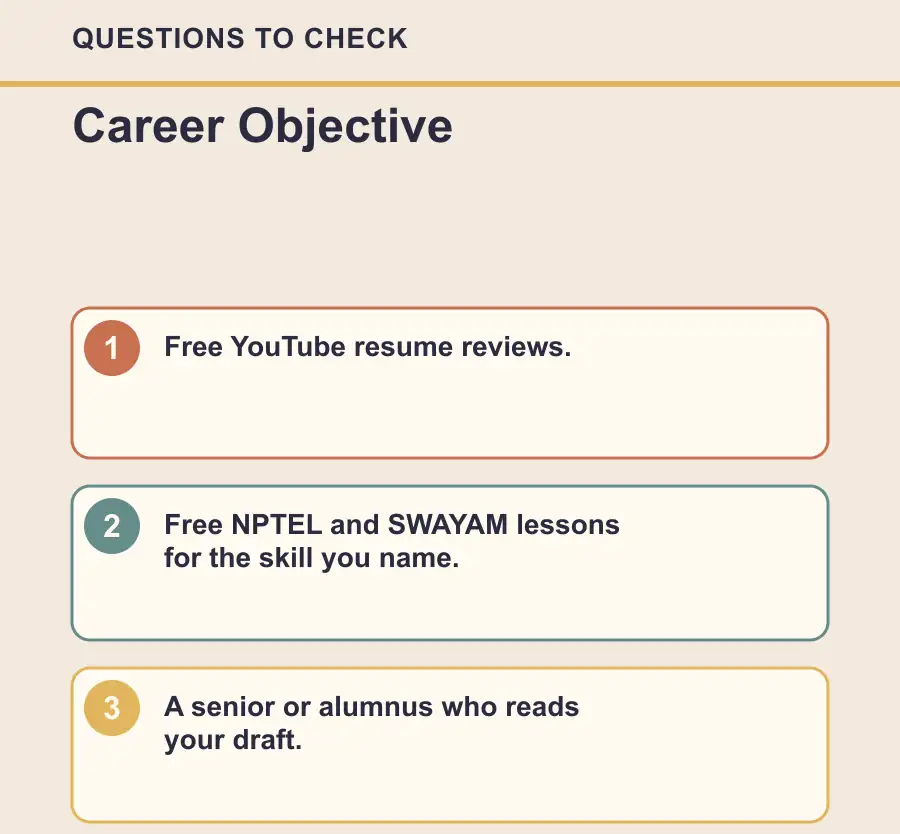 QUESTIONS TO CHECK
Career Objective
1
Free YouTube resume reviews.
2
Free NPTEL and SWAYAM lessons
for the skill you name.
3
A senior or alumnus who reads
your draft.